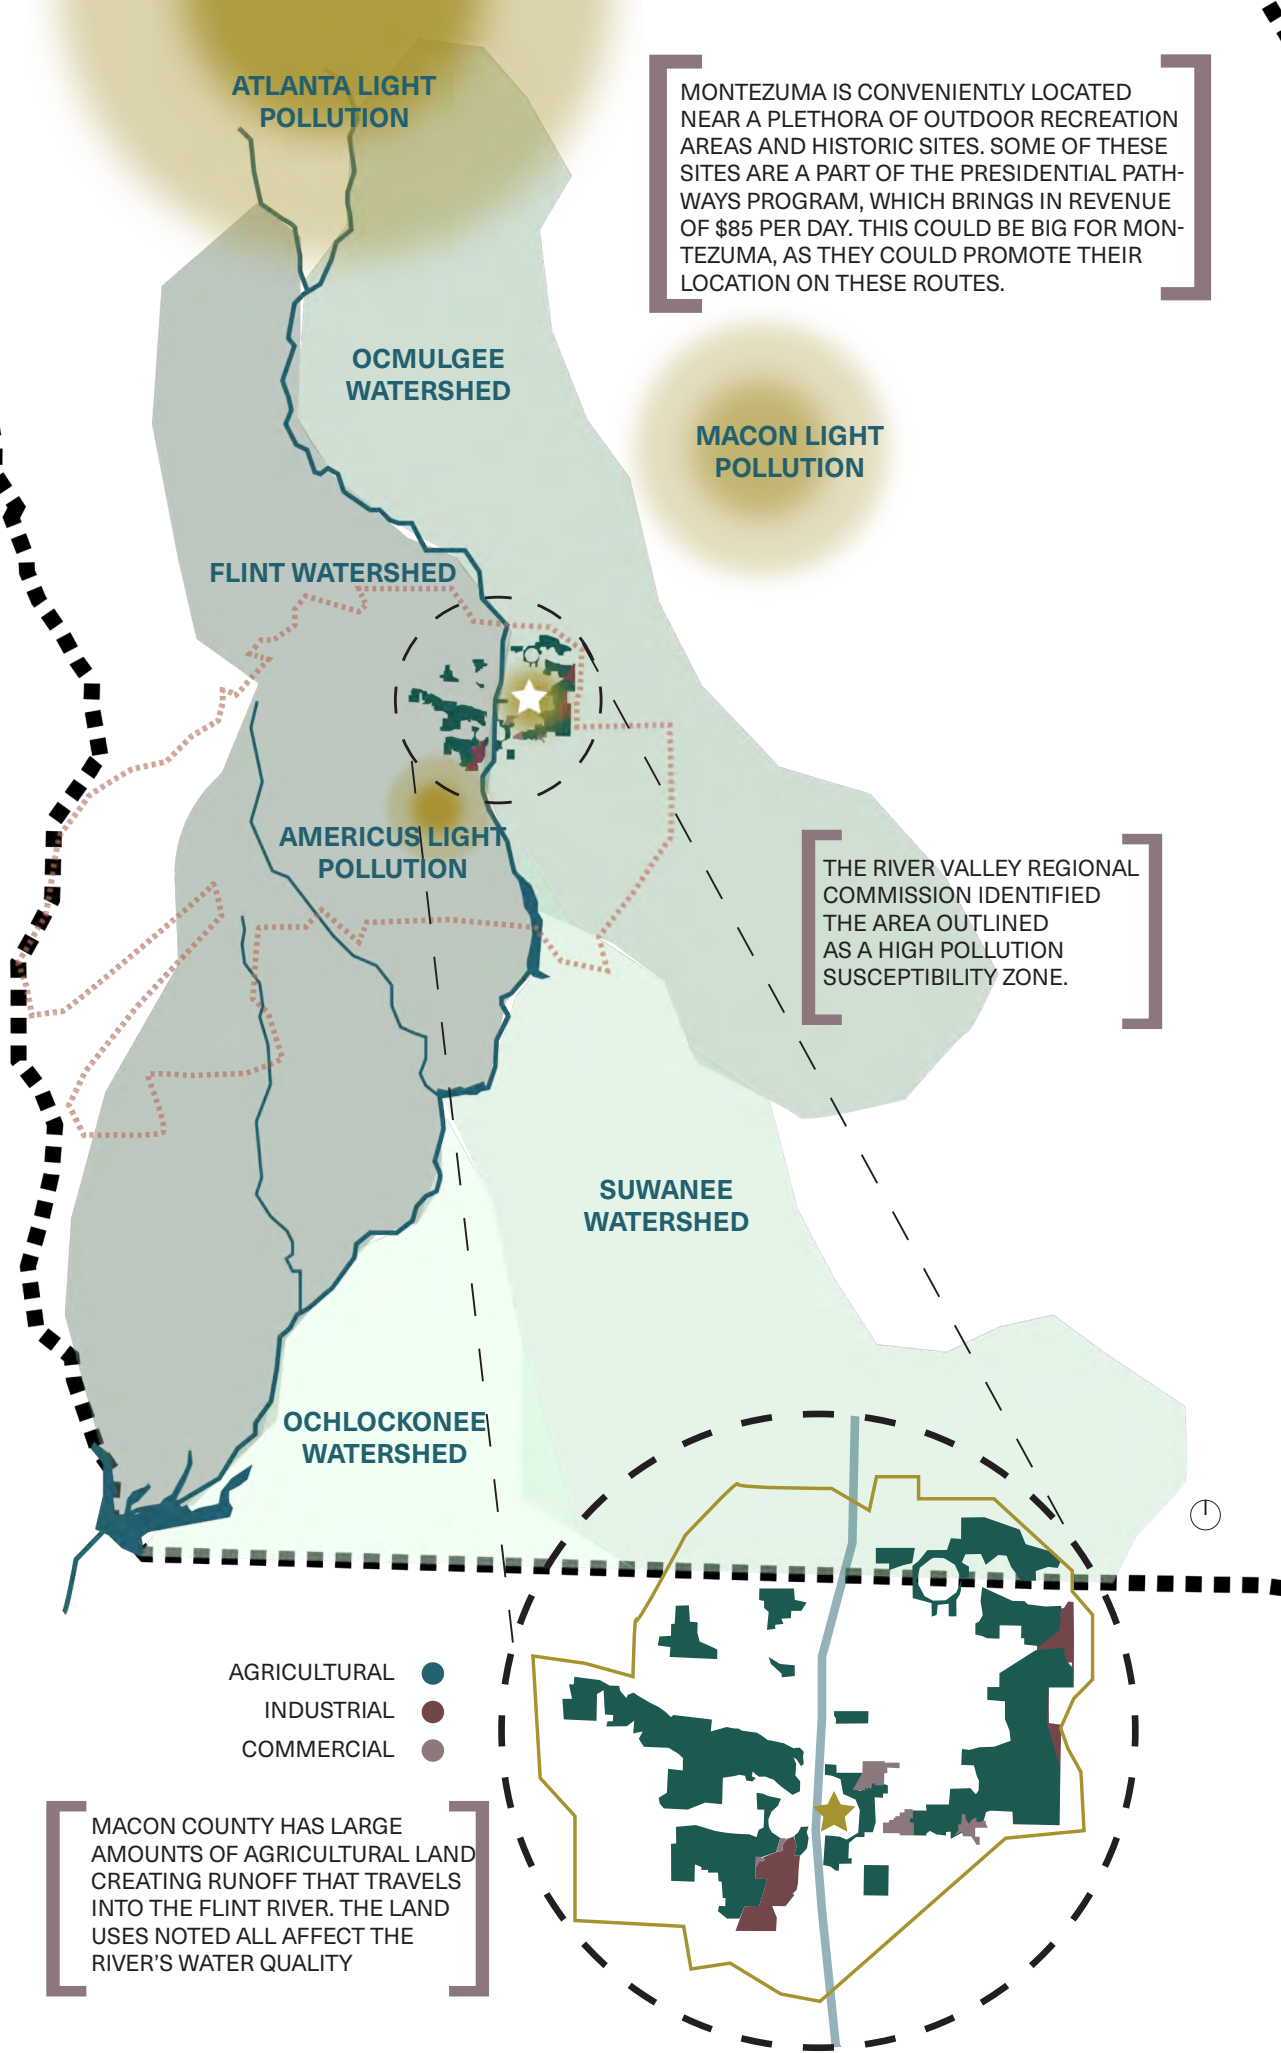 ATLANTA LIGHT
POLLUTION
MONTEZUMA IS CONVENIENTLY LOCATED
NEAR A PLETHORA OF OUTDOOR RECREATION
AREAS AND HISTORIC SITES. SOME OF THESE
SITES ARE A PART OF THE PRESIDENTIAL PATH-
WAYS PROGRAM, WHICH BRINGS IN REVENUE
OF $85 PER DAY. THIS COULD BE BIG FOR MON-
TEZUMA, AS THEY COULD PROMOTE THEIR
LOCATION ON THESE ROUTES.
OCMULGEE
WATERSHED
MACON LIGHT
POLLUTION
FLINT WATERSHED
AMERICUS LIGHT
POLLUTION
THE RIVER VALLEY REGIONAL
COMMISSION IDENTIFIED
THE AREA OUTLINED
AS A HIGH POLLUTION
SUSCEPTIBILITY ZONE.
SUWANEE
WATERSHED
OCHLOCKONEE
WATERSHED
AGRICULTURAL
INDUSTRIAL
COMMERCIAL
MACON COUNTY HAS LARGE
AMOUNTS OF AGRICULTURAL LAND
CREATING RUNOFF THAT TRAVELS
INTO THE FLINT RIVER. THE LAND
USES NOTED ALL AFFECT THE
RIVER'S WATER QUALITY